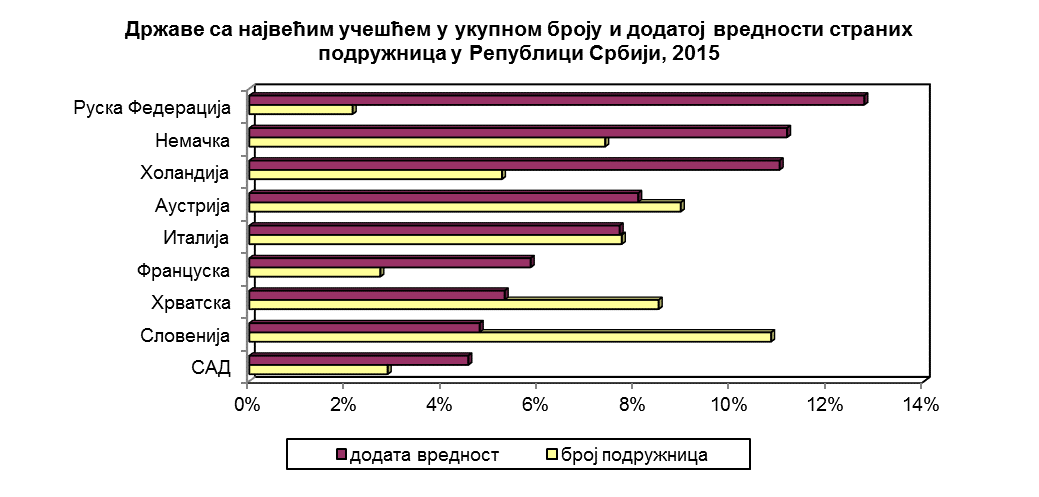 Државе са највећим учешћем у укупном броју и додатој вредности страних
подружница у Републици Србији, 2015
Руска Федерација
Немачка
Холандија
Аустрија
Италија
Француска
Хрватска
Словенија
САД
0% 2% 4% 6% 8% 10% 12% 14%
додата вредност број подружница